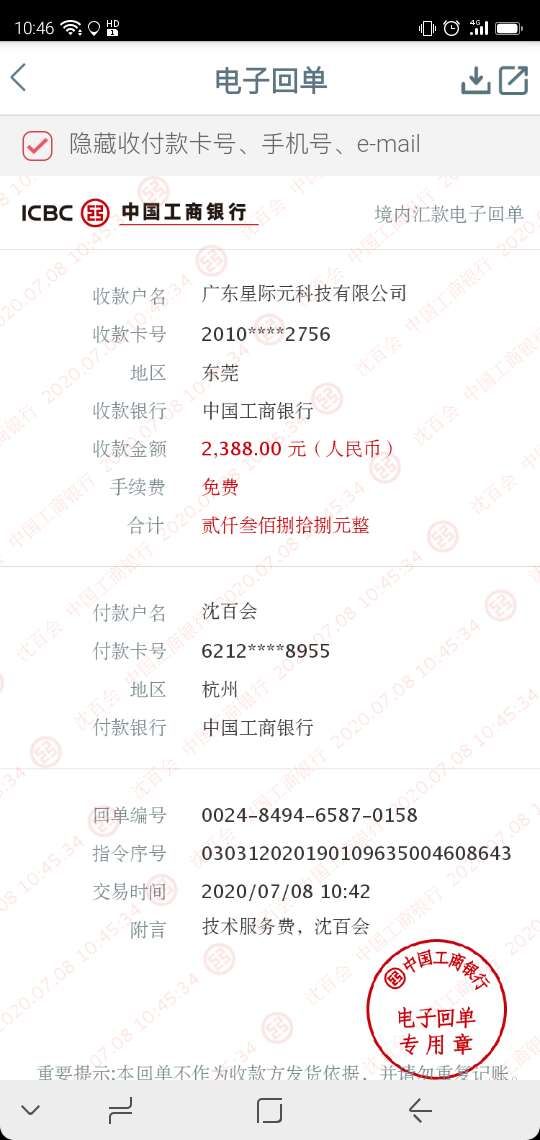 10:46 HD 1 4G
电子回单
隐藏收付款卡号、手机号、e-mail
ICBC 中国工商银行 境内汇款电子回单
收款户名 广东星际元科技有限公司
收款卡号 2010****2756
地区 东莞
收款银行 中国工商银行
收款金额 2,388.00 元（人民币）
手续费 免费
合计 贰仟叁佰捌拾捌元整
付款户名 沈百会
付款卡号 6212****8955
地区 杭州
付款银行 中国工商银行
回单编号 0024-8494-6587-0158
指令序号 030312020190109635004608643
交易时间 2020/07/08 10:42
附言 技术服务费，沈百会
中国工商银行
电子回单
专用章
重要提示:本回单不作为收款方发货依据，并请勿重复记账。
沈百会 中国工商银行 2020.07.08 10:45:34